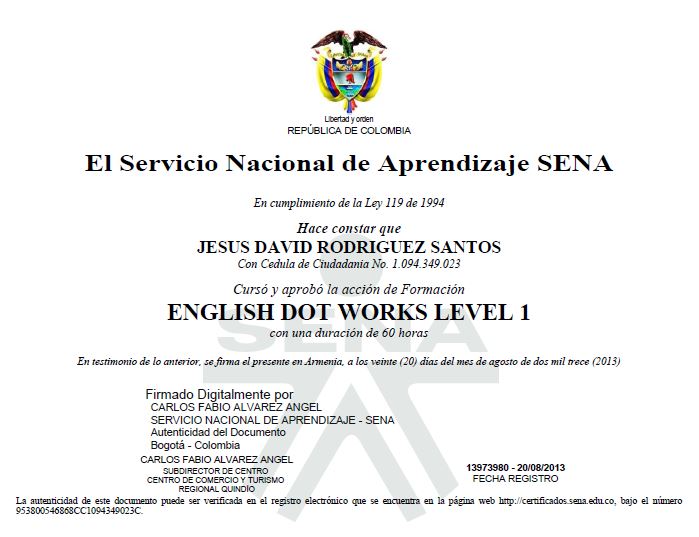 Libertad y orden
REPÚBLICA DE COLOMBIA
El Servicio Nacional de Aprendizaje SENA
En cumplimiento de la Ley 119 de 1994
Hace constar que
JESUS DAVID RODRIGUEZ SANTOS
Con Cedula de Ciudadania No. 1.094.349.023
Cursó y aprobó la acción de Formación
ENGLISH DOT WORKS LEVEL 1
con una duración de 60 horas
SENA
En testimonio de lo anterior, se firma el presente en Armenia, a los veinte (20) días del mes de agosto de dos mil trece (2013)
Firmado Digitalmente por
CARLOS FABIO ALVAREZ ANGEL
SERVICIO NACIONAL DE APRENDIZAJE - SENA
Autenticidad del Documento
Bogotá - Colombia
CARLOS FABIO ALVAREZ ANGEL
SUBDIRECTOR DE CENTRO
CENTRO DE COMERCIO Y TURISMO
REGIONAL QUINDÍO
13973980 - 20/08/2013
FECHA REGISTRO
La autenticidad de este documento puede ser verificada en el registro electrónico que se encuentra en la página web http://certificados.sena.edu.co, bajo el número
953800546868CC1094349023C.